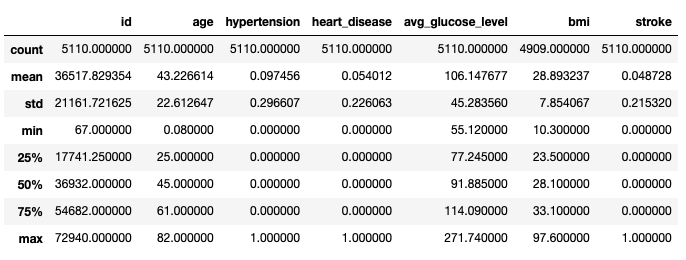 id age hypertension heart_disease avg_glucose_level bmi stroke
count 5110.000000 5110.000000 5110.000000 5110.000000 5110.000000 4909.000000 5110.000000
mean 36517.829354 43.226614 0.097456 0.054012 106.147677 28.893237 0.048728
std 21161.721625 22.612647 0.296607 0.226063 45.283560 7.854067 0.215320
min 67.000000 0.080000 0.000000 0.000000 55.120000 10.300000 0.000000
25% 17741.250000 25.000000 0.000000 0.000000 77.245000 23.500000 0.000000
50% 36932.000000 45.000000 0.000000 0.000000 91.885000 28.100000 0.000000
75% 54682.000000 61.000000 0.000000 0.000000 114.090000 33.100000 0.000000
max 72940.000000 82.000000 1.000000 1.000000 271.740000 97.600000 1.000000